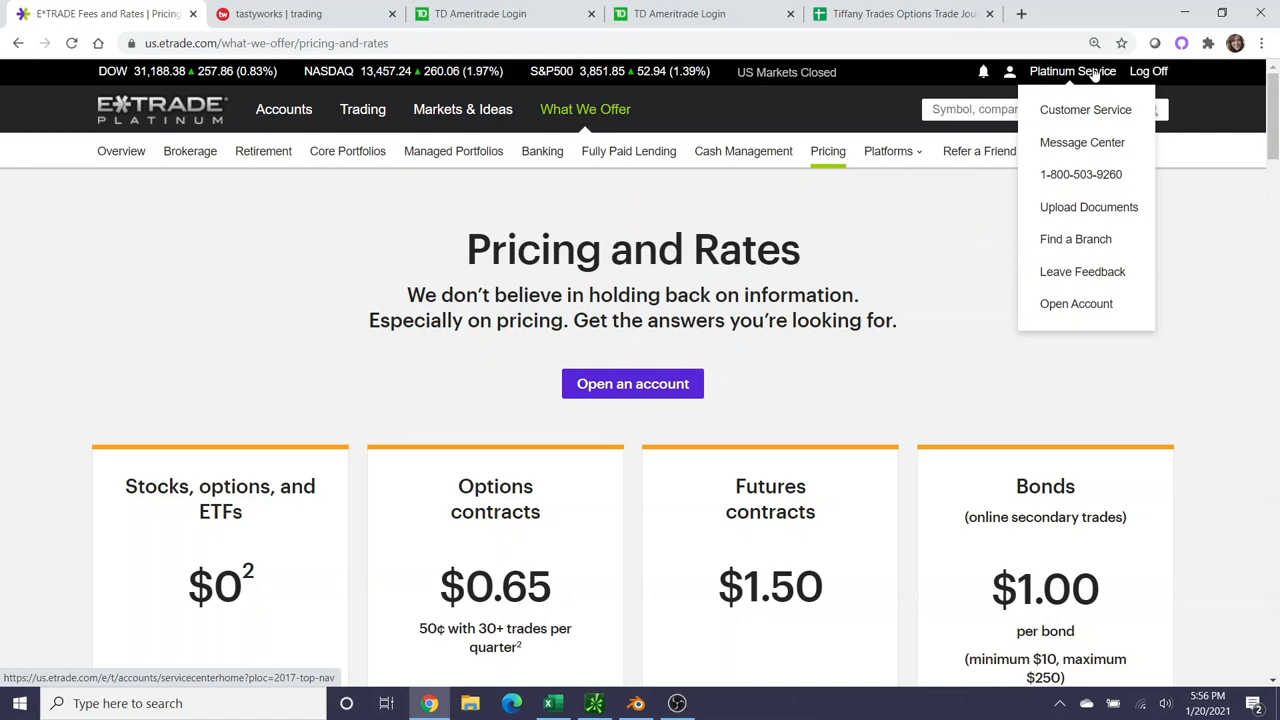 E*TRADE Fees and Rates | Pricing
tastyworks | trading
TD Ameritrade Login
TD Ameritrade Login
Tiffany Trades Options Trade Jou
us.etrade.com/what-we-offer/pricing-and-rates
DOW 31,188.38 257.86 (0.83%)
NASDAQ 13,457.24 260.06 (1.97%)
S&P500 3,851.85 52.94 (1.39%)
US Markets Closed
Platinum Service
Log Off
E*TRADE
PLATINUM
Accounts
Trading
Markets & Ideas
What We Offer
Symbol, compan
Overview
Brokerage
Retirement
Core Portfolios
Managed Portfolios
Banking
Fully Paid Lending
Cash Management
Pricing
Platforms
Refer a Friend
Customer Service
Message Center
1-800-503-9260
Upload Documents
Find a Branch
Leave Feedback
Open Account
Pricing and Rates
We don't believe in holding back on information.
Especially on pricing. Get the answers you're looking for.
Open an account
Stocks, options, and
ETFs
$0²
Options
contracts
$0.65
50¢ with 30+ trades per
quarter²
Futures
contracts
$1.50
Bonds
(online secondary trades)
$1.00
per bond
(minimum $10, maximum
$250)
https://us.etrade.com/e/t/accounts/servicecenterhome?ploc=2017-top-nav
Type here to search
5:56 PM
1/20/2021
2